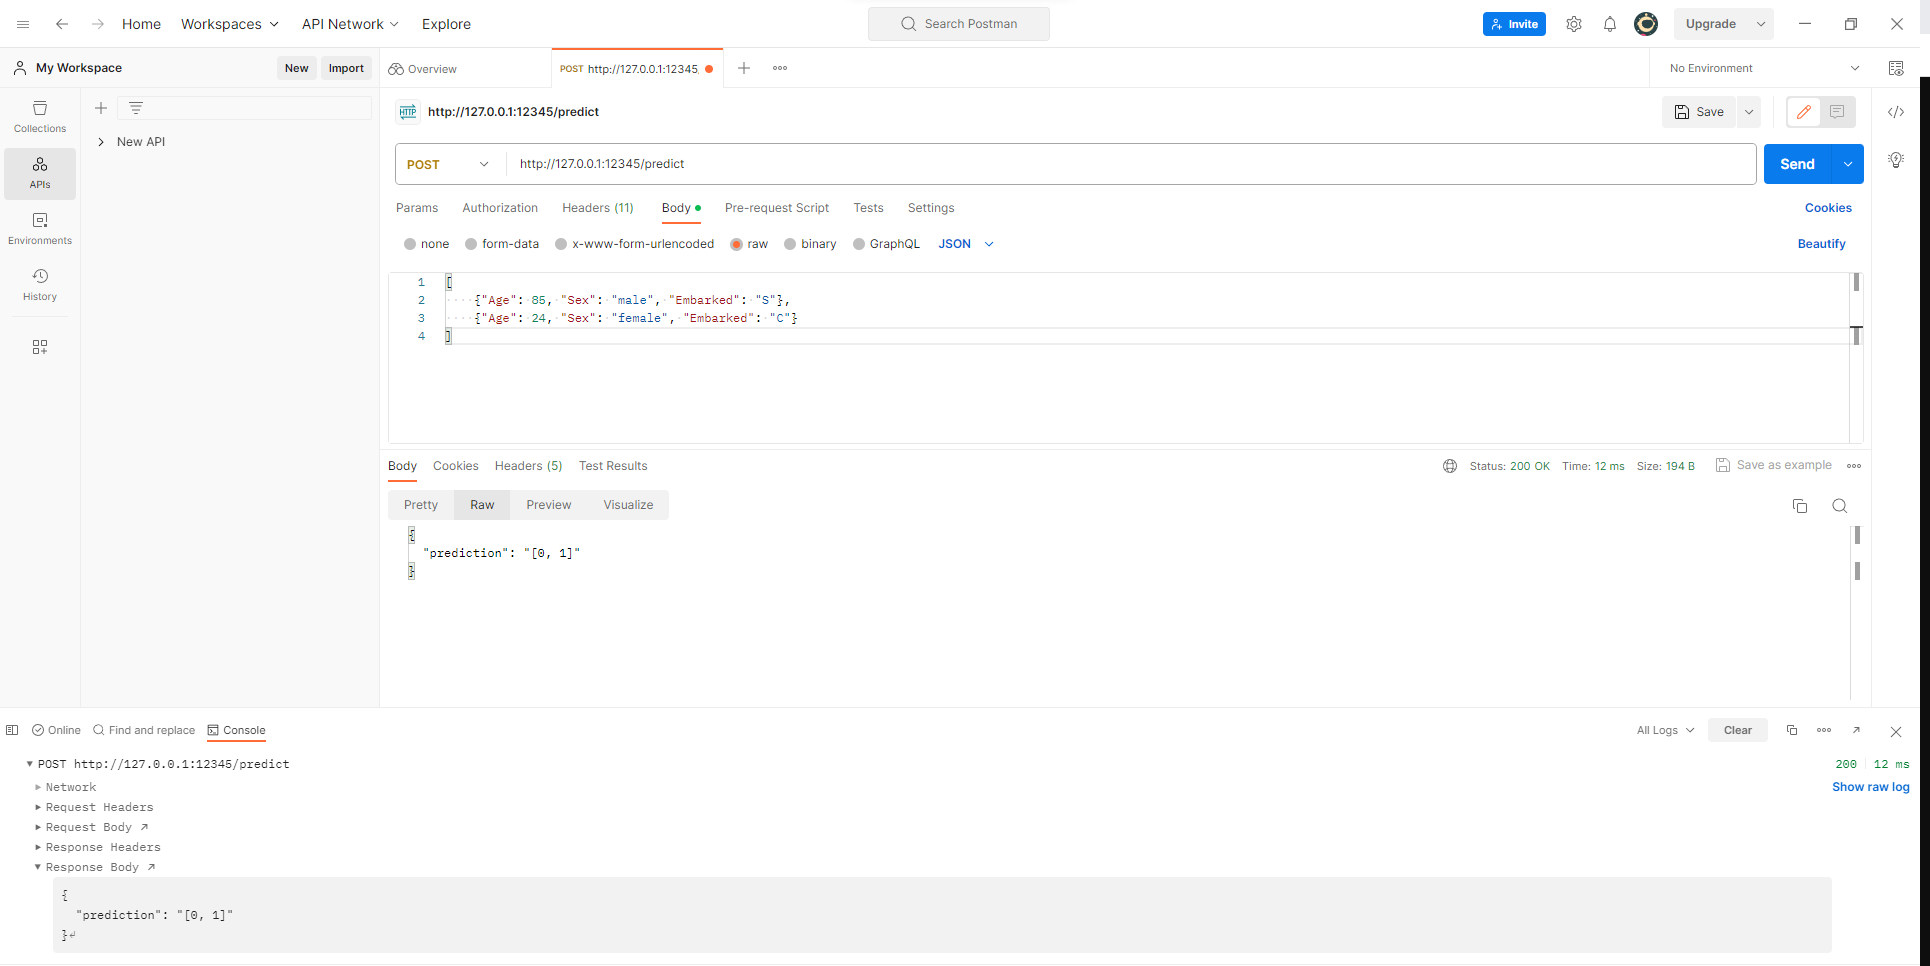 Home Workspaces API Network Explore Search Postman Invite Upgrade
My Workspace New Import Overview POST http://127.0.0.1:12345, No Environment
HTTP http://127.0.0.1:12345/predict Save
Collections
New API
POST http://127.0.0.1:12345/predict Send
APIs
Params Authorization Headers (11) Body Pre-request Script Tests Settings Cookies
Environments
none form-data x-www-form-urlencoded raw binary GraphQL JSON Beautify
History
1 [
2 {"Age": 85, "Sex": "male", "Embarked": "S"},
3 {"Age": 24, "Sex": "female", "Embarked": "C"}
4 ]
Body Cookies Headers (5) Test Results Status: 200 OK Time: 12 ms Size: 194 B Save as example
Pretty Raw Preview Visualize
{
"prediction": "[0, 1]"
}
Online Find and replace Console All Logs Clear
POST http://127.0.0.1:12345/predict 200 12 ms
Network Show raw log
Request Headers
Request Body
Response Headers
Response Body
{
"prediction": "[0, 1]"
}